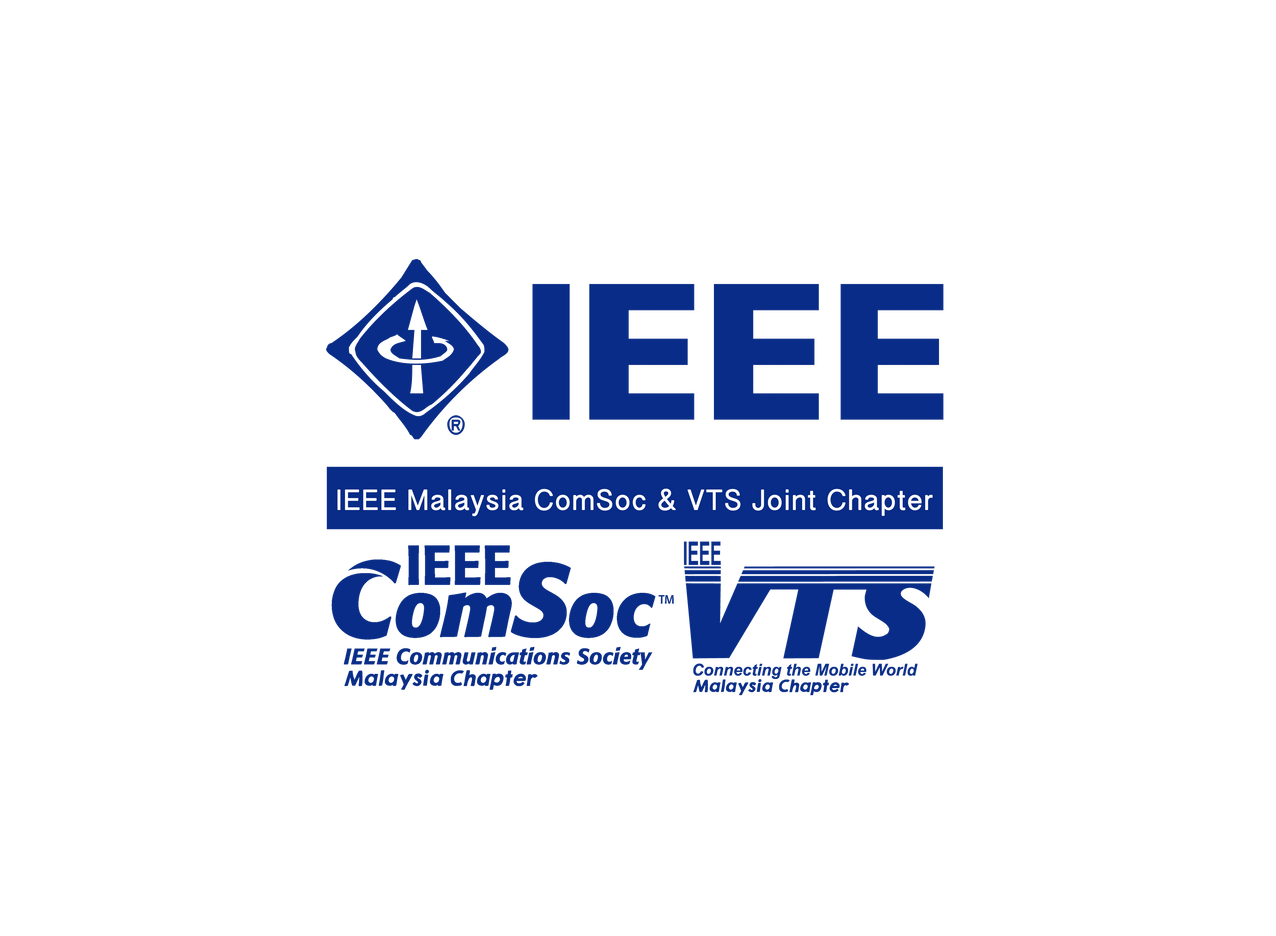 IEEE
®
IEEE Malaysia ComSoc & VTS Joint Chapter
IEEE
ComSoc™
IEEE Communications Society
Malaysia Chapter
IEEE
VTS
Connecting the Mobile World
Malaysia Chapter